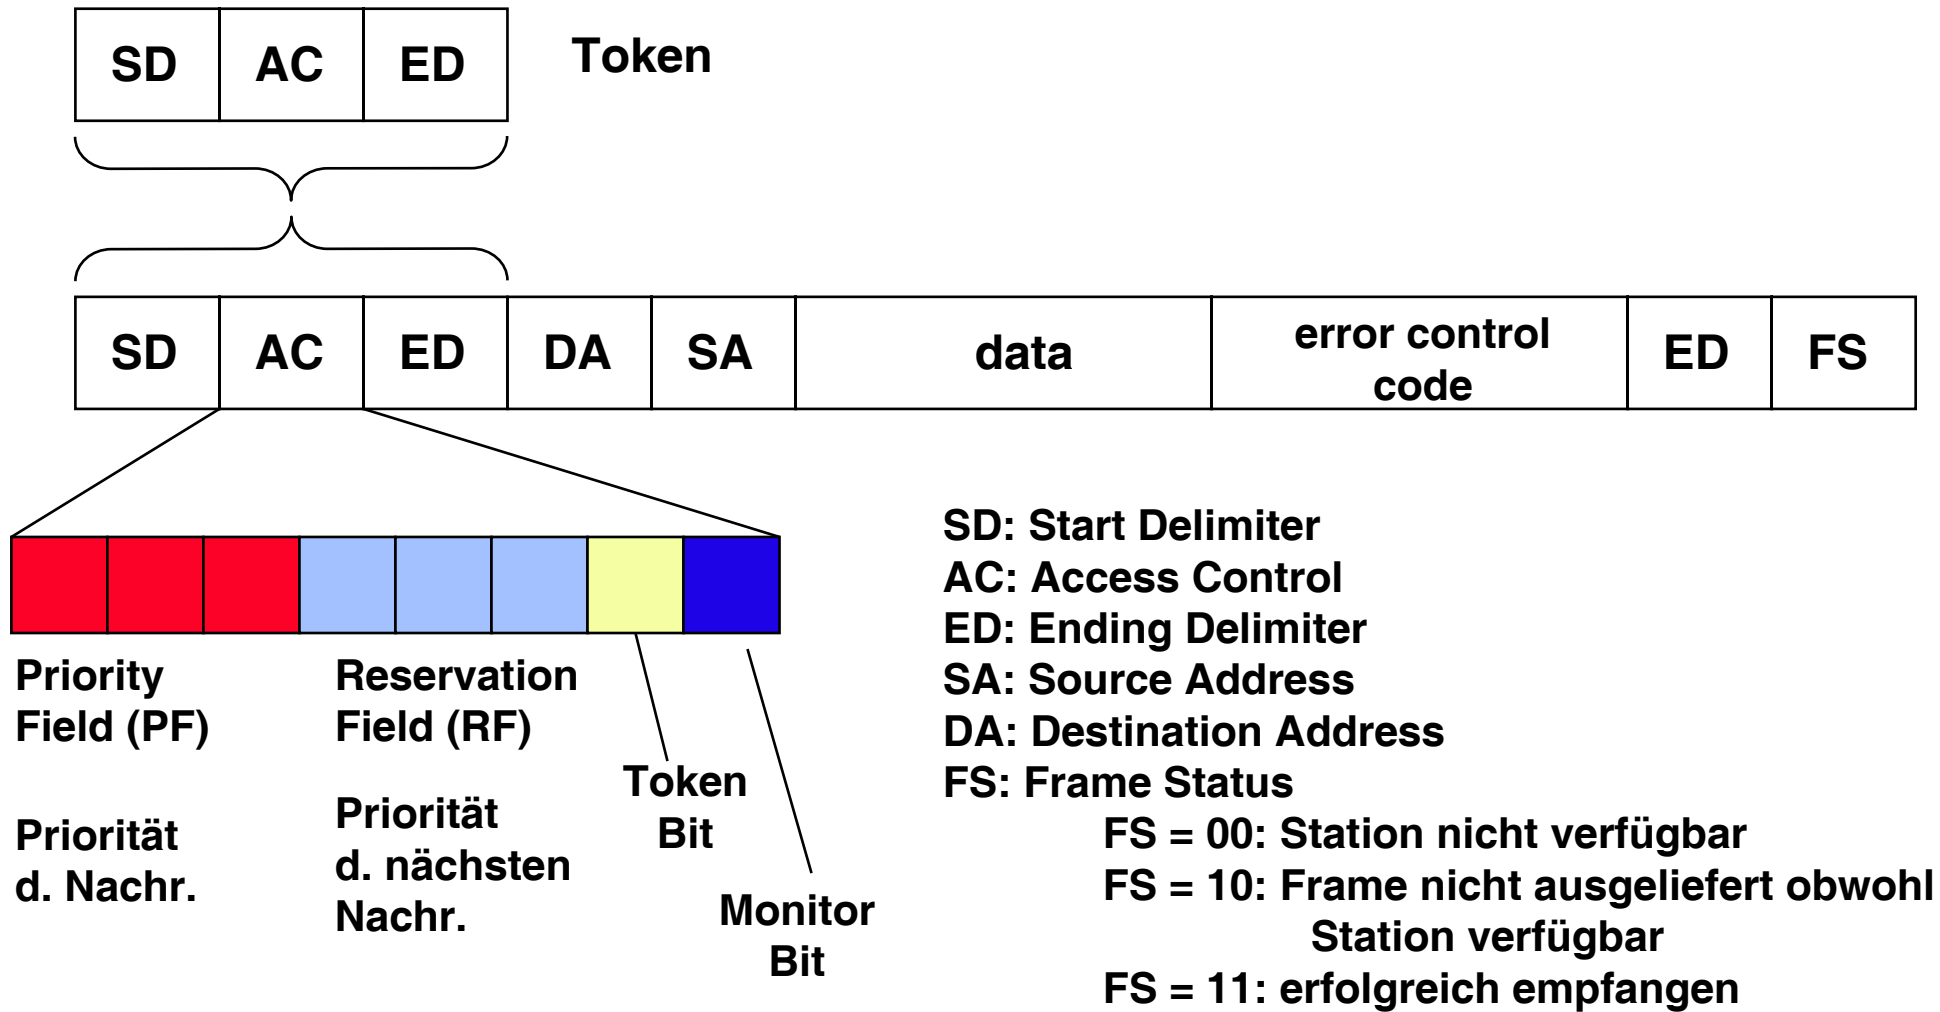 SD AC ED Token
SD AC ED DA SA data error control code ED FS
Priority
Field (PF)
Priorität
d. Nachr.
Reservation
Field (RF)
Priorität
d. nächsten
Nachr.
Token
Bit
Monitor
Bit
SD: Start Delimiter
AC: Access Control
ED: Ending Delimiter
SA: Source Address
DA: Destination Address
FS: Frame Status
FS = 00: Station nicht verfügbar
FS = 10: Frame nicht ausgeliefert obwohl
Station verfügbar
FS = 11: erfolgreich empfangen